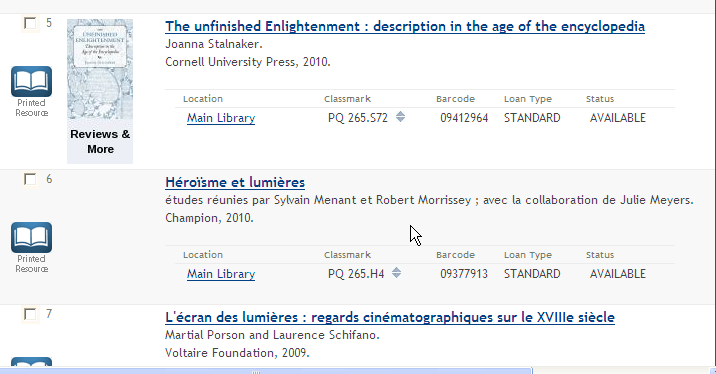 5
The unfinished Enlightenment : description in the age of the encyclopedia
Joanna Stalnaker.
Cornell University Press, 2010.
UNFINISHED
ENLIGHTENMENT
Printed
Resource
Reviews &
More
Location Classmark Barcode Loan Type Status
Main Library PQ 265.S72 09412964 STANDARD AVAILABLE
6
Héroïsme et lumières
études réunies par Sylvain Menant et Robert Morrissey ; avec la collaboration de Julie Meyers.
Champion, 2010.
Printed
Resource
Location Classmark Barcode Loan Type Status
Main Library PQ 265.H4 09377913 STANDARD AVAILABLE
7
L'écran des lumières : regards cinématographiques sur le XVIIIe siècle
Martial Porson and Laurence Schifano.
Voltaire Foundation, 2009.